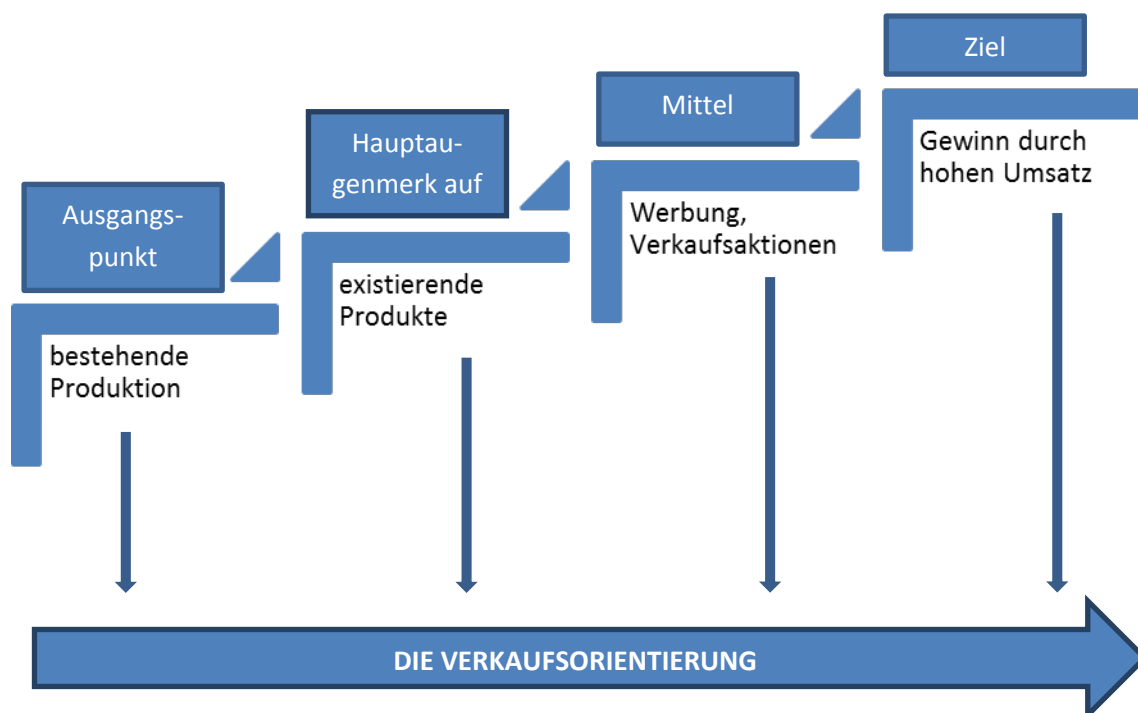 Ziel
Mittel
Gewinn durch
hohen Umsatz
Hauptau-
genmerk auf
Werbung,
Verkaufsaktionen
Ausgangs-
punkt
existierende
Produkte
bestehende
Produktion
DIE VERKAUFSORIENTIERUNG